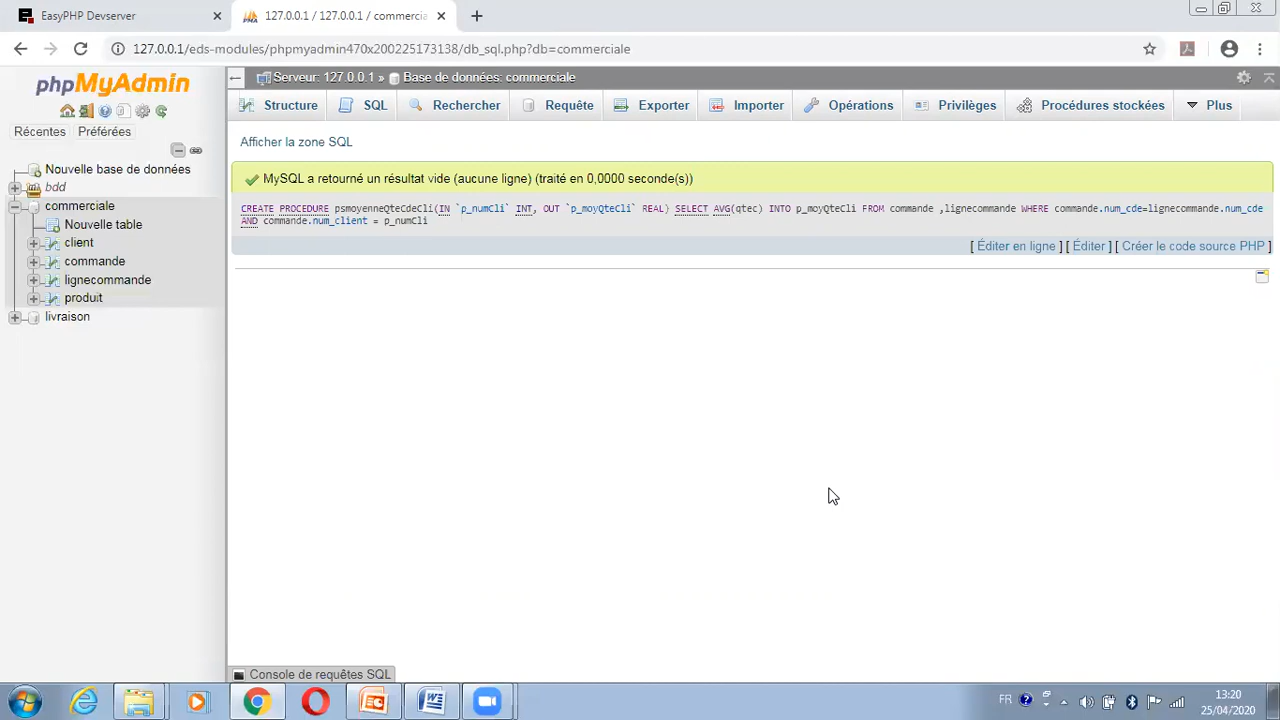 EasyPHP Devserver
127.0.0.1 / 127.0.0.1 / commercia
127.0.0.1/eds-modules/phpmyadmin470x200225173138/db_sql.php?db=commerciale
phpMyAdmin
Récentes Préférées
Nouvelle base de données
bdd
commerciale
Nouvelle table
client
commande
lignecommande
produit
livraison
Serveur: 127.0.0.1 » Base de données: commerciale
Structure SQL Rechercher Requête Exporter Importer Opérations Privilèges Procédures stockées Plus
Afficher la zone SQL
MySQL a retourné un résultat vide (aucune ligne) (traité en 0,0000 seconde(s))
CREATE PROCEDURE psmoyenneQteCdeCli(IN `p_numCli` INT, OUT `p_moyQteCli` REAL) SELECT AVG(qtec) INTO p_moyQteCli FROM commande ,lignecommande WHERE commande.num_cde=lignecommande.num_cde
AND commande.num_client = p_numCli
[ Éditer en ligne ] [ Éditer ] [ Créer le code source PHP ]
Console de requêtes SQL
FR
13:20
25/04/2020